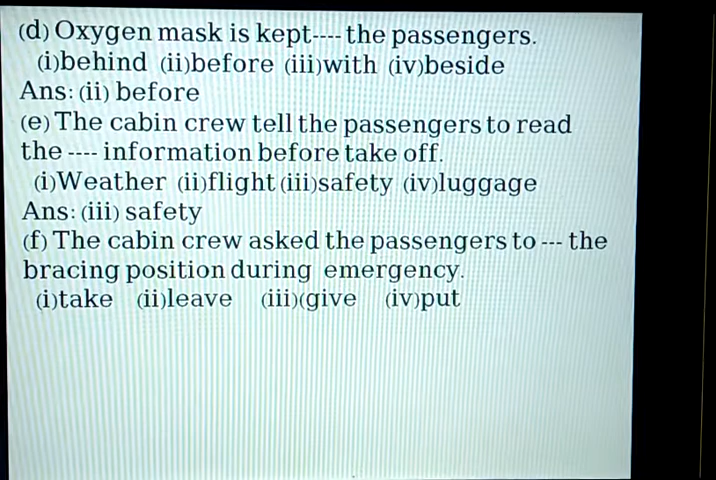 (d) Oxygen mask is kept---- the passengers.
(i)behind (ii)before (iii)with (iv)beside
Ans: (ii) before
(e) The cabin crew tell the passengers to read
the ---- information before take off.
(i)Weather (ii)flight (iii)safety (iv)luggage
Ans: (iii) safety
(f) The cabin crew asked the passengers to --- the
bracing position during emergency.
(i)take (ii)leave (iii)(give (iv)put